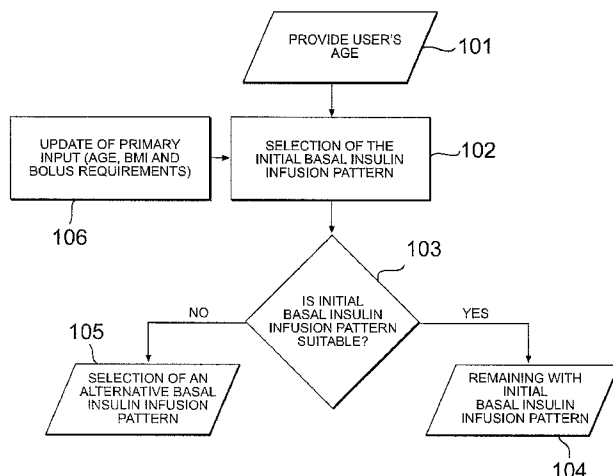 PROVIDE USER'S
AGE
101
UPDATE OF PRIMARY
INPUT (AGE, BMI AND
BOLUS REQUIREMENTS)
106
SELECTION OF THE
INITIAL BASAL INSULIN
INFUSION PATTERN
102
103
IS INITIAL
BASAL INSULIN
INFUSION PATTERN
SUITABLE?
NO
YES
105
SELECTION OF AN
ALTERNATIVE BASAL
INSULIN INFUSION
PATTERN
REMAINING WITH
INITIAL
BASAL INSULIN
INFUSION PATTERN
104